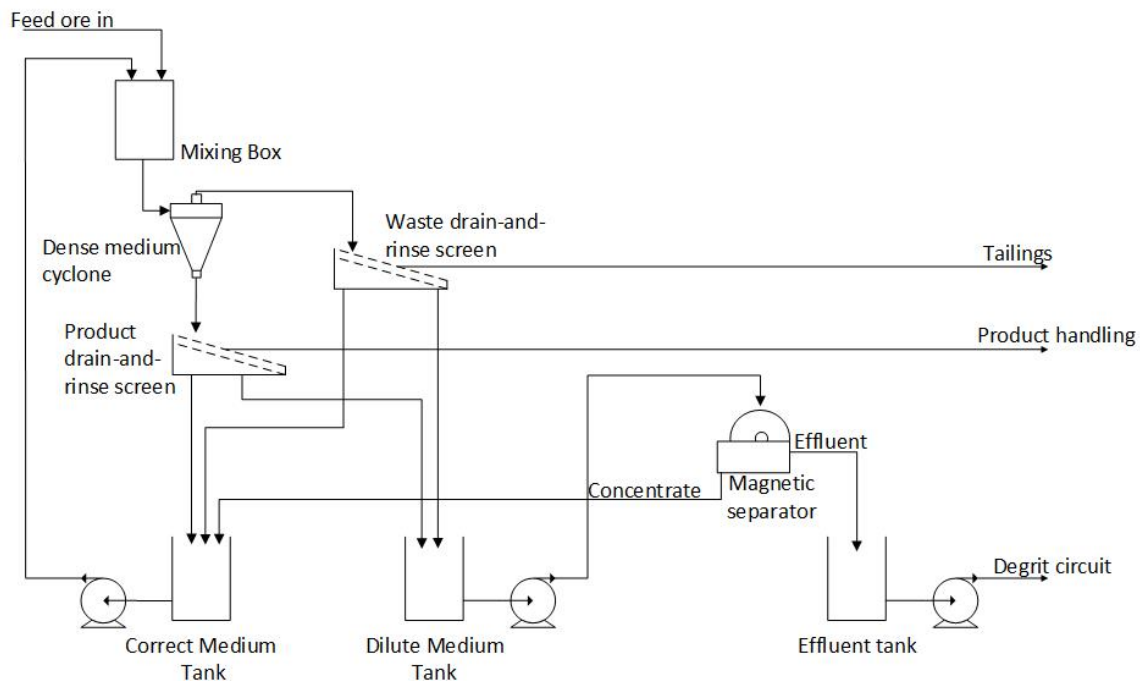 Feed ore in
Mixing Box
Waste drain-and-
rinse screen
Dense medium
cyclone
Tailings
Product
drain-and-
rinse screen
Product handling
Effluent
Concentrate
Magnetic
separator
Degrit circuit
Correct Medium
Tank
Dilute Medium
Tank
Effluent tank